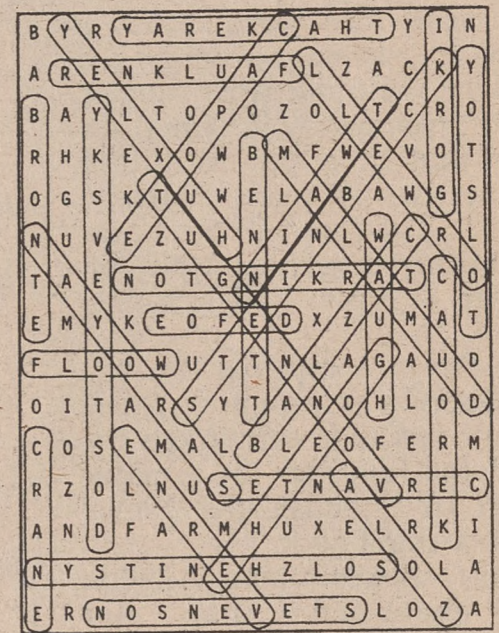 B Y R Y A R E K C A H T Y I N
A R E N K L U A F L Z A C K Y
B A Y L T O P O Z O L T C R O
R H K E X O W B M F W E V O T
O G S K T U W E L A B A W G S
N U V E Z U H N I N L W C R L
T A E N O T G N I K R A T C O
E M Y K E O F E D X Z U M A T
F L O O W U T T N L A G A U D
O I T A R S Y T A N O H L O D
C O S E M A L B L E O F E R M
R Z O L N U S E T N A V R E C
A N D F A R M H U X E L R K I
N Y S T I N E H Z L O S O L A
E R N O S N E V E T S L O Z A